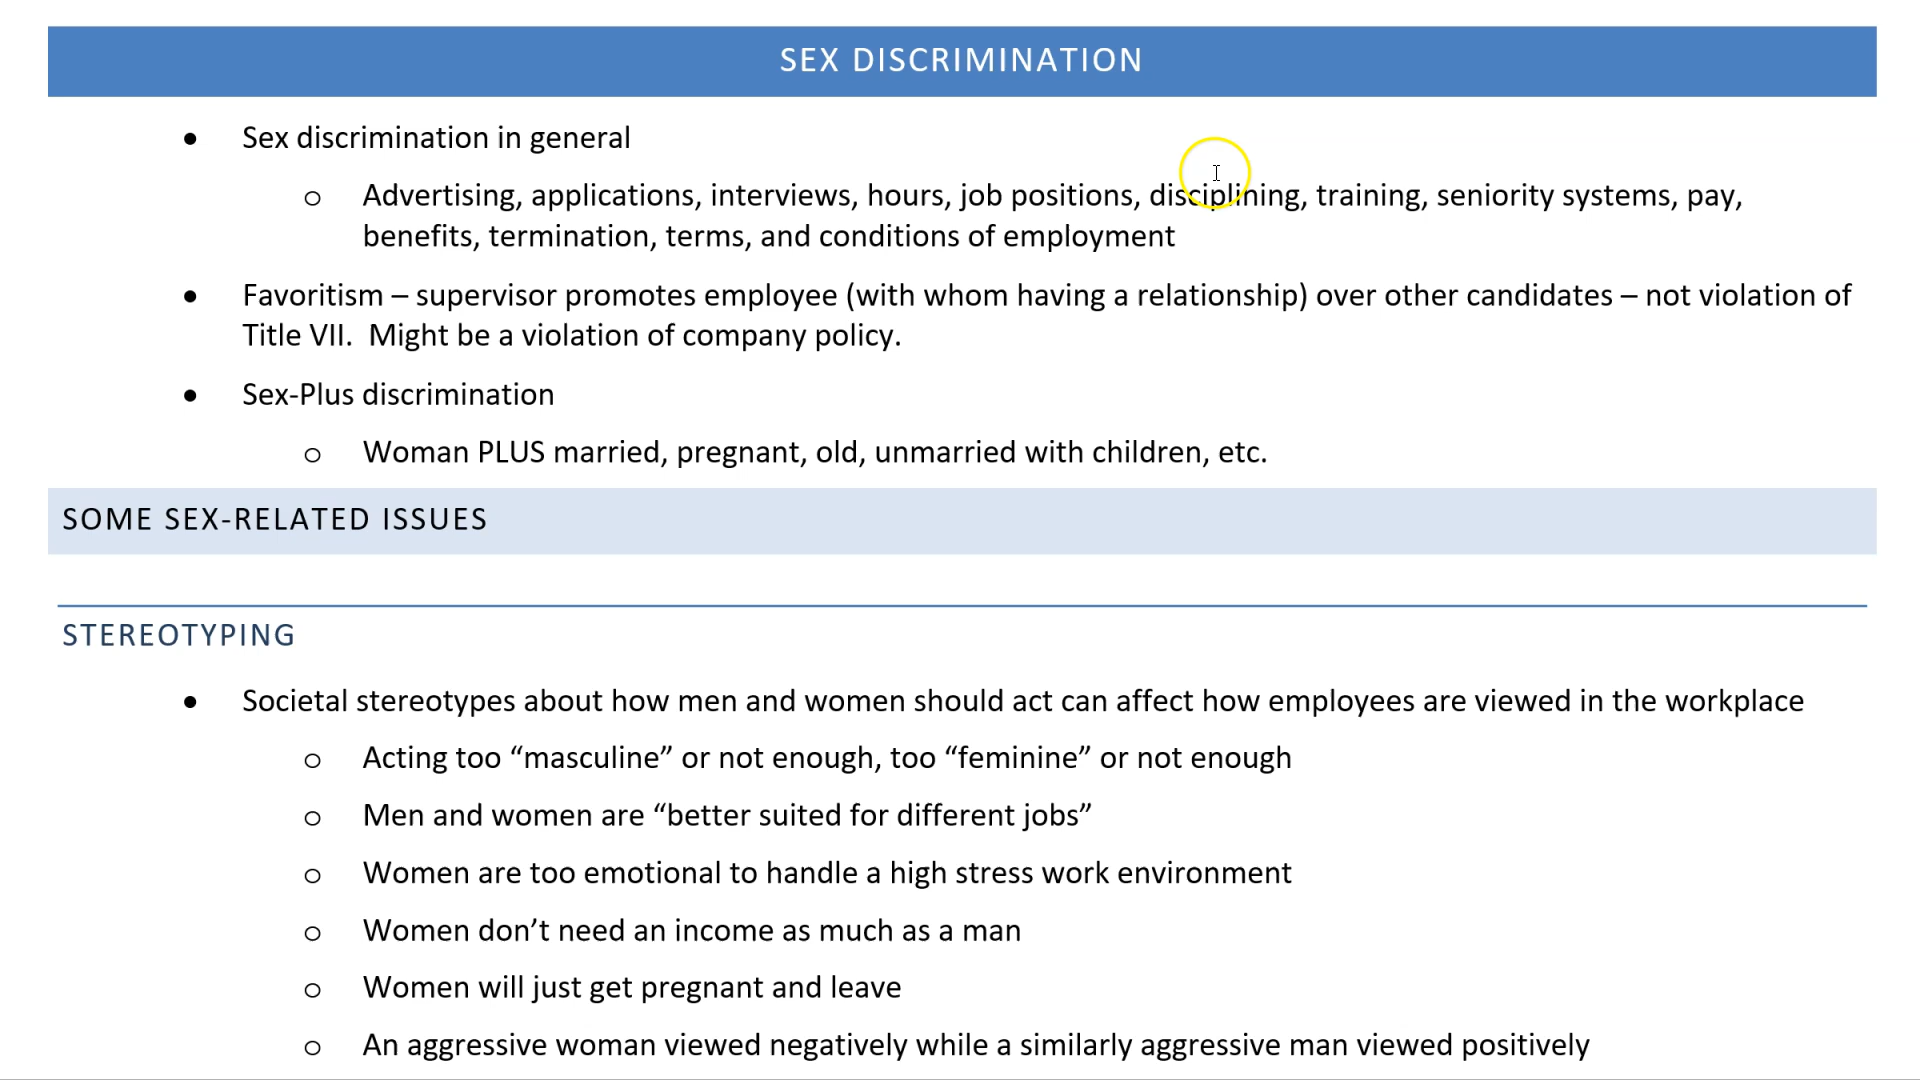 SEX DISCRIMINATION
● Sex discrimination in general
o Advertising, applications, interviews, hours, job positions, disciplining, training, seniority systems, pay,
benefits, termination, terms, and conditions of employment
● Favoritism – supervisor promotes employee (with whom having a relationship) over other candidates – not violation of
Title VII.  Might be a violation of company policy.
● Sex-Plus discrimination
o Woman PLUS married, pregnant, old, unmarried with children, etc.
SOME SEX-RELATED ISSUES
STEREOTYPING
● Societal stereotypes about how men and women should act can affect how employees are viewed in the workplace
o Acting too “masculine” or not enough, too “feminine” or not enough
o Men and women are “better suited for different jobs”
o Women are too emotional to handle a high stress work environment
o Women don’t need an income as much as a man
o Women will just get pregnant and leave
o An aggressive woman viewed negatively while a similarly aggressive man viewed positively